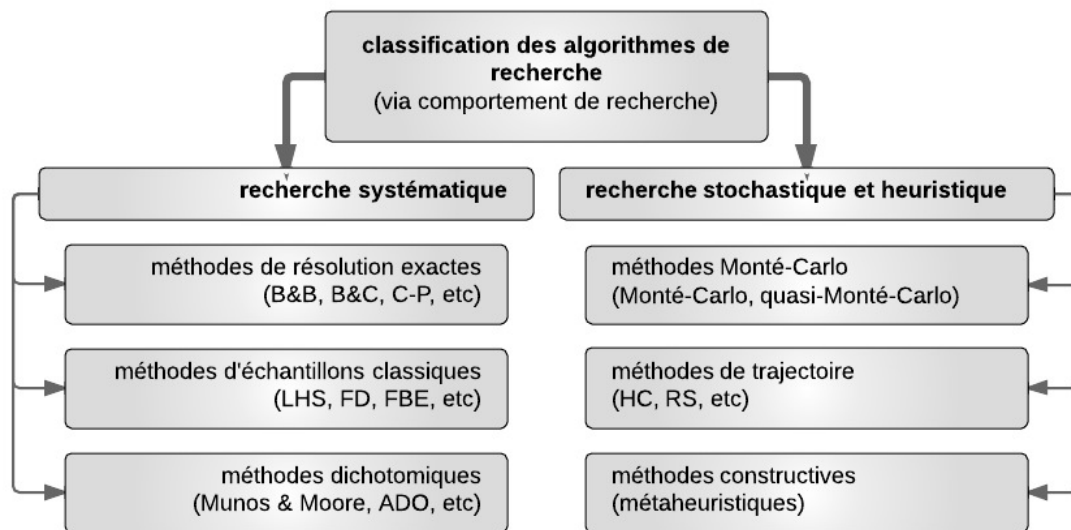 classification des algorithmes de
recherche
(via comportement de recherche)
recherche systématique
méthodes de résolution exactes
(B&B, B&C, C-P, etc)
méthodes d'échantillons classiques
(LHS, FD, FBE, etc)
méthodes dichotomiques
(Munos & Moore, ADO, etc)
recherche stochastique et heuristique
méthodes Monté-Carlo
(Monté-Carlo, quasi-Monté-Carlo)
méthodes de trajectoire
(HC, RS, etc)
méthodes constructives
(métaheuristiques)